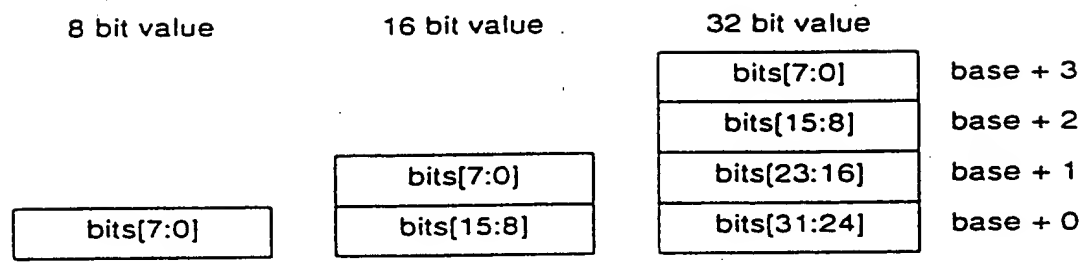 8 bit value 16 bit value 32 bit value
bits[7:0] base + 3
bits[15:8] base + 2
bits[7:0] bits[23:16] base + 1
bits[7:0] bits[15:8] bits[31:24] base + 0